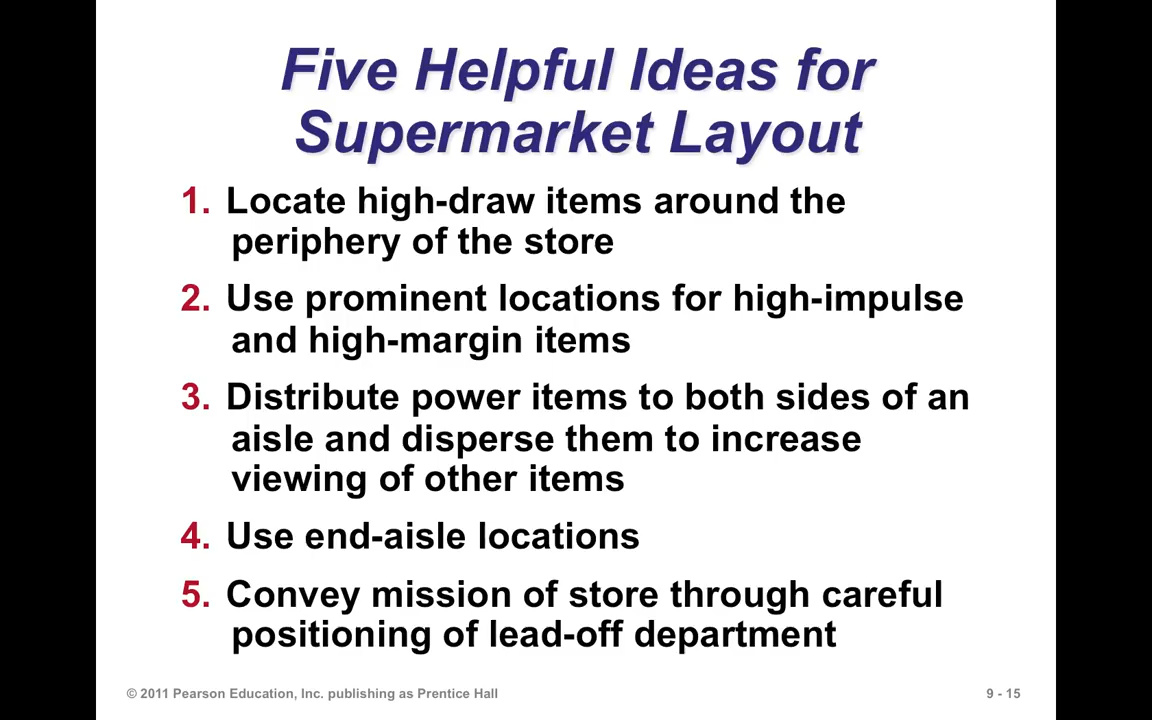 Five Helpful Ideas for
Supermarket Layout
1. Locate high-draw items around the
periphery of the store
2. Use prominent locations for high-impulse
and high-margin items
3. Distribute power items to both sides of an
aisle and disperse them to increase
viewing of other items
4. Use end-aisle locations
5. Convey mission of store through careful
positioning of lead-off department
© 2011 Pearson Education, Inc. publishing as Prentice Hall
9 - 15